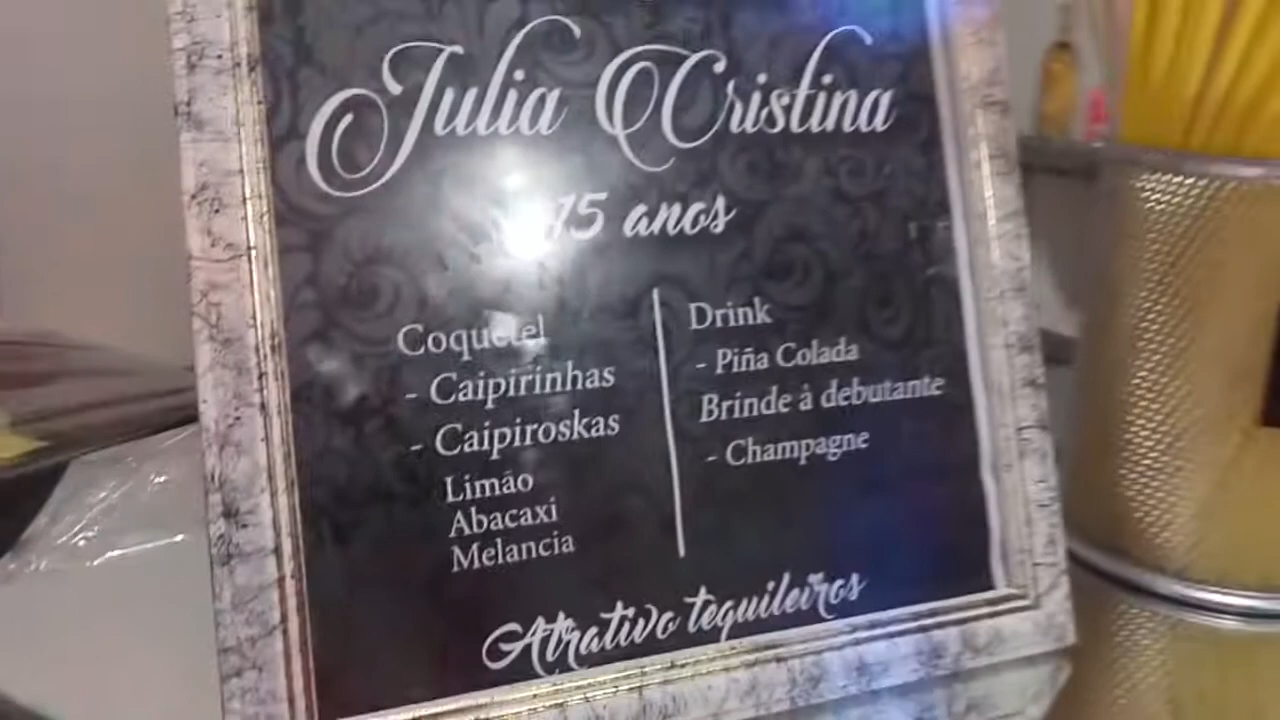 Julia Cristina
15 anos
Coquetel
- Caipirinhas
- Caipiroskas
Limão
Abacaxi
Melancia
Drink
- Piña Colada
Brinde à debutante
- Champagne
Atrativo tequileiros